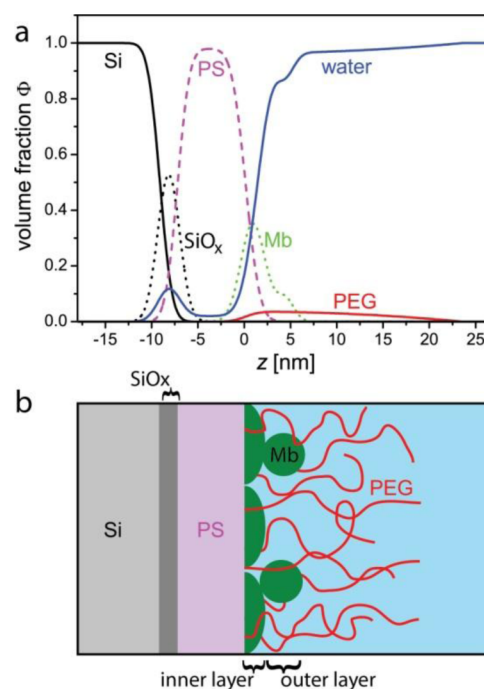 a
Si
PS
water
SiOₓ
Mb
PEG
volume fraction Φ
1.0
0.8
0.6
0.4
0.2
0.0
-15 -10 -5 0 5 10 15 20 25
z [nm]
SiOx
b
Si
PS
Mb
PEG
inner layer outer layer